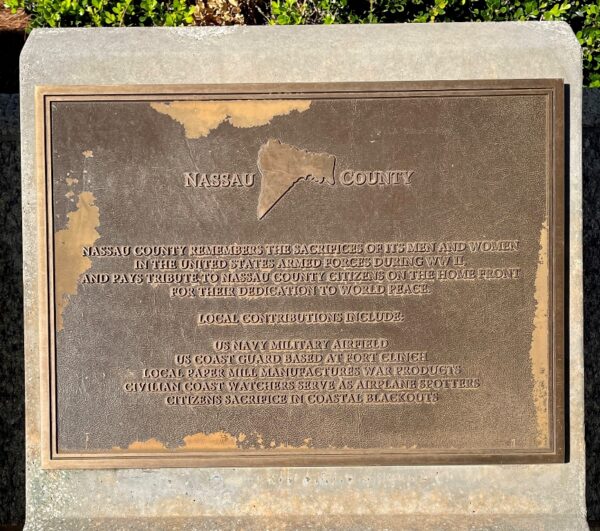 NASSAU COUNTY
NASSAU COUNTY REMEMBERS THE SACRIFICES OF ITS MEN AND WOMEN
IN THE UNITED STATES ARMED FORCES DURING WW II,
AND PAYS TRIBUTE TO NASSAU COUNTY CITIZENS ON THE HOME FRONT
FOR THEIR DEDICATION TO WORLD PEACE.
LOCAL CONTRIBUTIONS INCLUDE:
US NAVY MILITARY AIRFIELD
US COAST GUARD BASED AT FORT CLINCH
LOCAL PAPER MILL MANUFACTURES WAR PRODUCTS
CIVILIAN COAST WATCHERS SERVE AS AIRPLANE SPOTTERS
CITIZENS SACRIFICE IN COASTAL BLACKOUTS